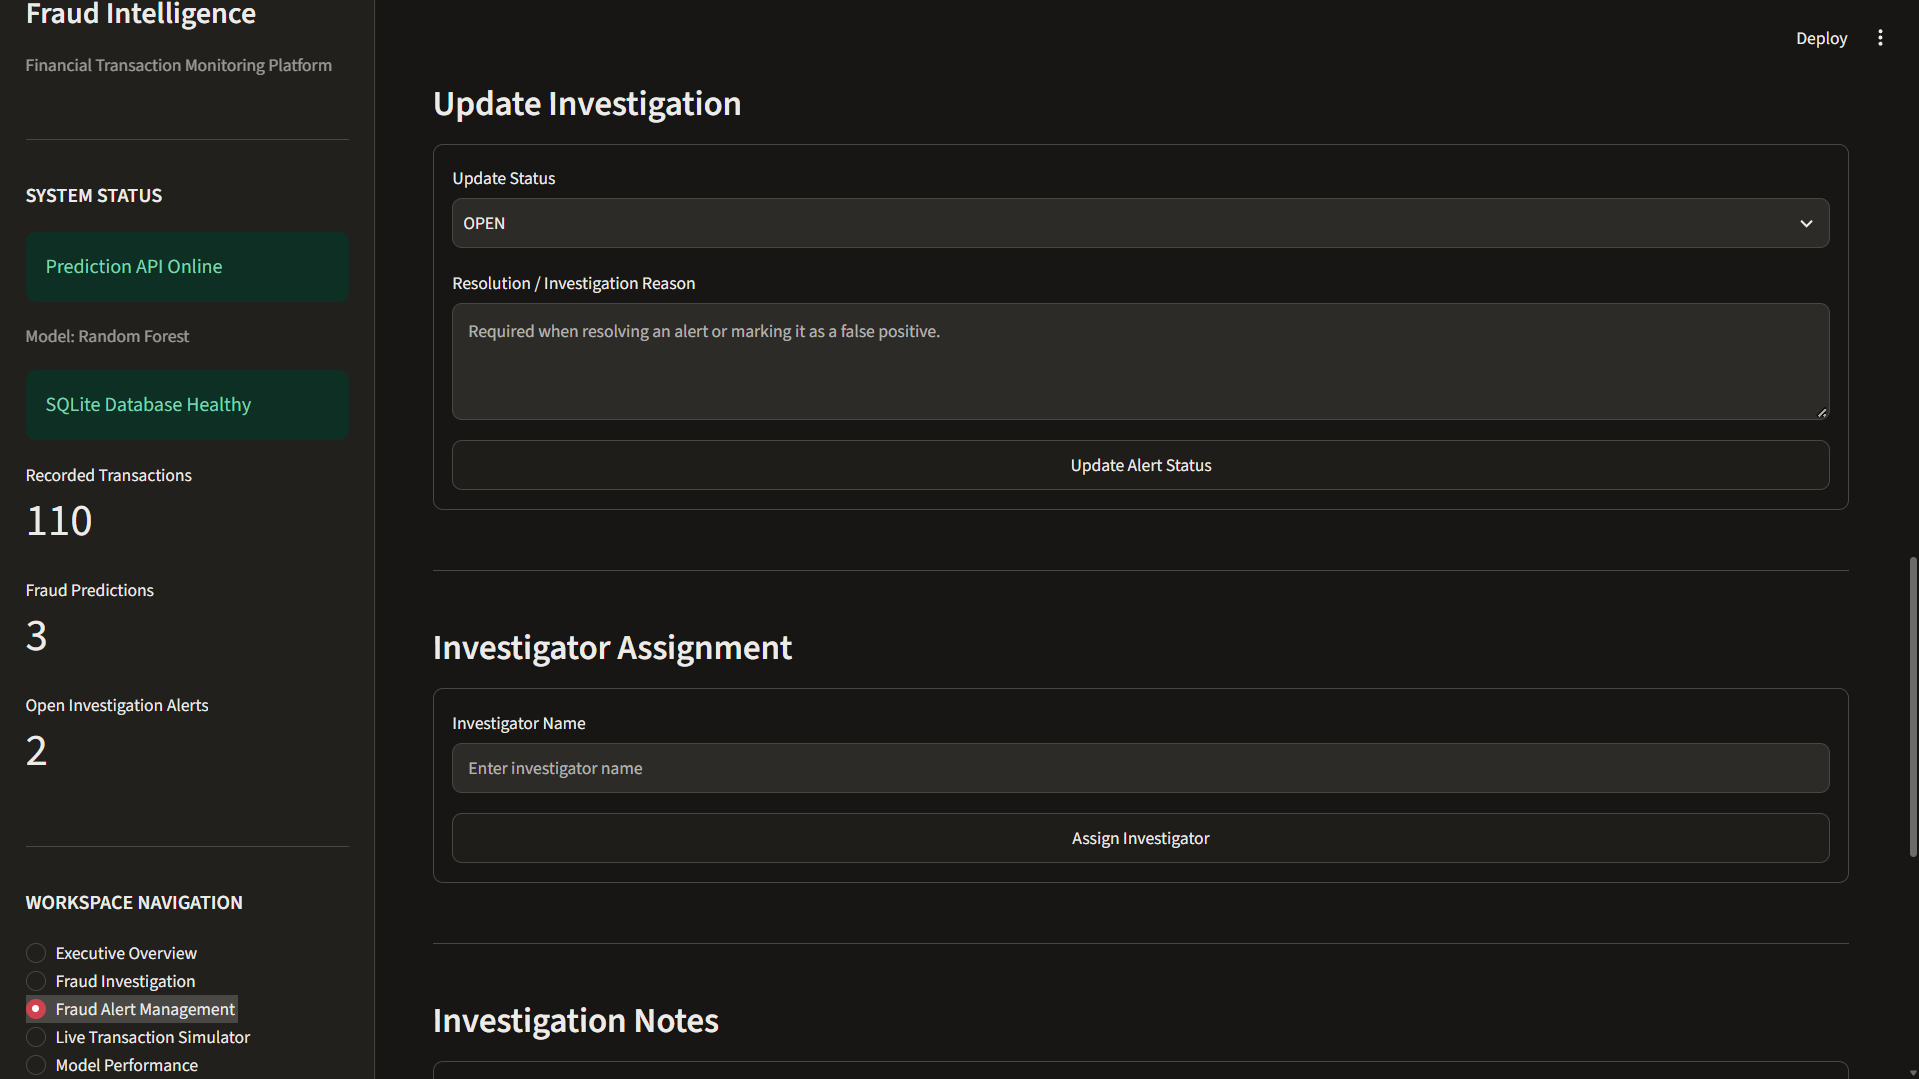 Fraud Intelligence
Financial Transaction Monitoring Platform
SYSTEM STATUS
Prediction API Online
Model: Random Forest
SQLite Database Healthy
Recorded Transactions
110
Fraud Predictions
3
Open Investigation Alerts
2
WORKSPACE NAVIGATION
Executive Overview
Fraud Investigation
Fraud Alert Management
Live Transaction Simulator
Model Performance
Deploy
Update Investigation
Update Status
OPEN
Resolution / Investigation Reason
Required when resolving an alert or marking it as a false positive.
Update Alert Status
Investigator Assignment
Investigator Name
Enter investigator name
Assign Investigator
Investigation Notes